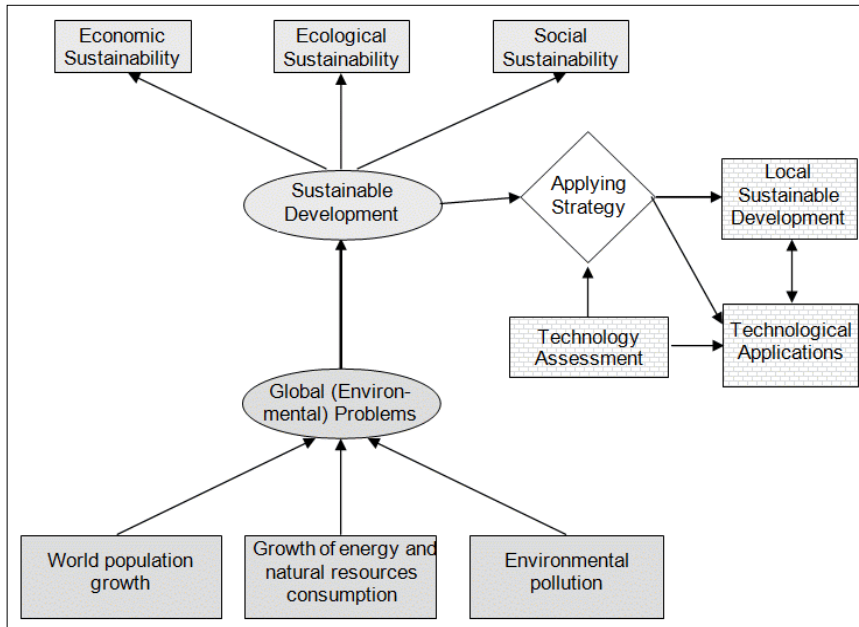 Economic
Sustainability
Ecological
Sustainability
Social
Sustainability
Sustainable
Development
Applying
Strategy
Local
Sustainable
Development
Technology
Assessment
Technological
Applications
Global (Environ-
mental) Problems
World population
growth
Growth of energy and
natural resources
consumption
Environmental
pollution